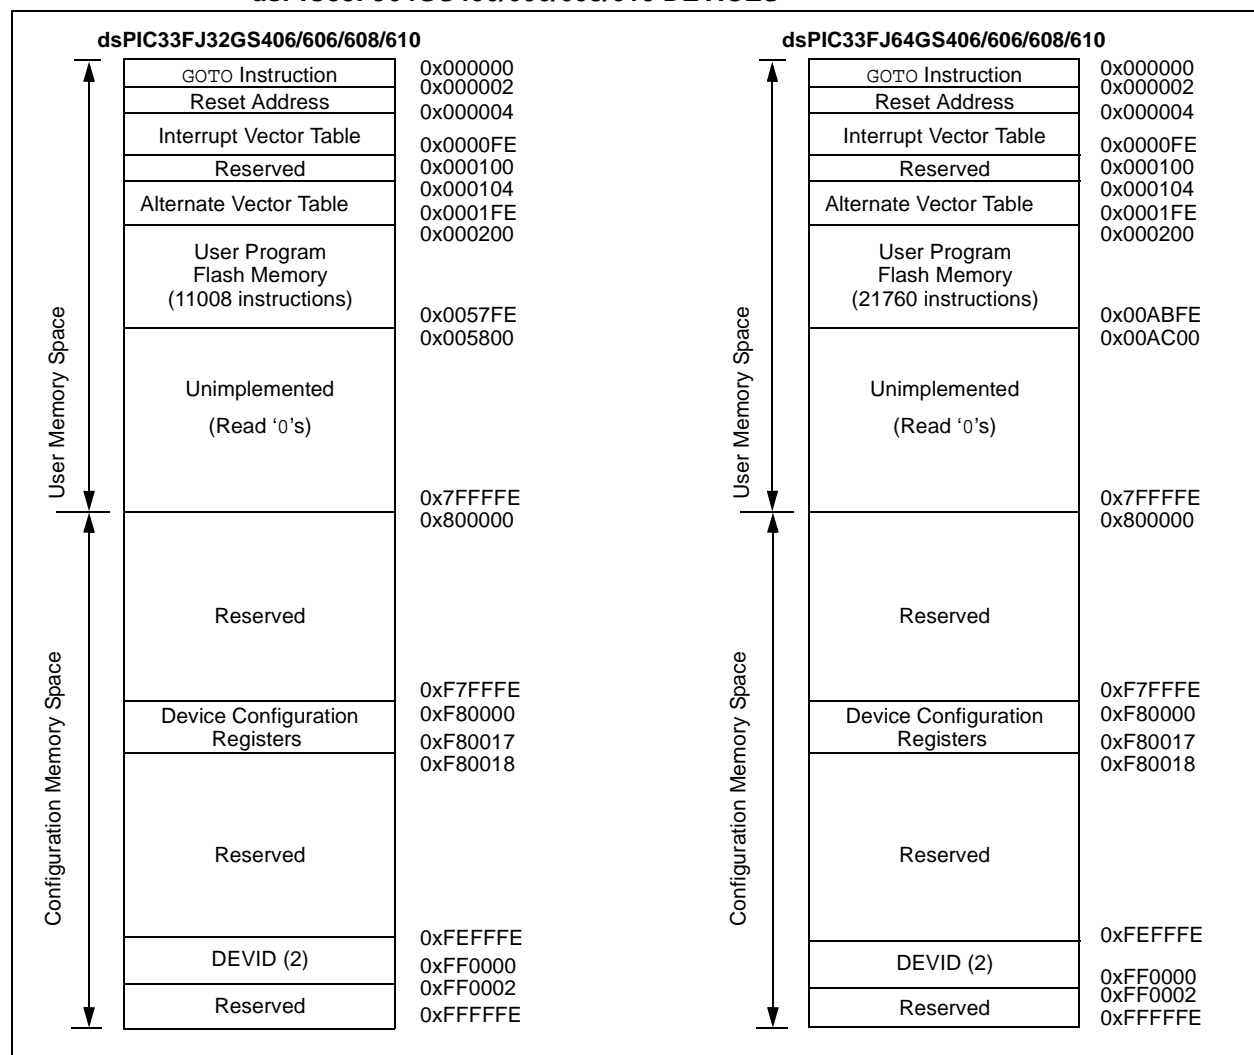 dsPIC33FJ32GS406/606/608/610
GOTO Instruction
0x000000
0x000002
Reset Address
0x000004
Interrupt Vector Table
0x0000FE
Reserved
0x000100
0x000104
Alternate Vector Table
0x0001FE
0x000200
User Program
Flash Memory
(11008 instructions)
0x0057FE
0x005800
User Memory Space
Unimplemented
(Read ‘0’s)
0x7FFFFE
0x800000
Reserved
0xF7FFFE
Device Configuration
Registers
0xF80000
0xF80017
0xF80018
Configuration Memory Space
Reserved
0xFEFFFE
DEVID (2)
0xFF0000
0xFF0002
Reserved
0xFFFFFE
dsPIC33FJ64GS406/606/608/610
GOTO Instruction
0x000000
0x000002
Reset Address
0x000004
Interrupt Vector Table
0x0000FE
Reserved
0x000100
0x000104
Alternate Vector Table
0x0001FE
0x000200
User Program
Flash Memory
(21760 instructions)
0x00ABFE
0x00AC00
User Memory Space
Unimplemented
(Read ‘0’s)
0x7FFFFE
0x800000
Reserved
0xF7FFFE
Device Configuration
Registers
0xF80000
0xF80017
0xF80018
Configuration Memory Space
Reserved
0xFEFFFE
DEVID (2)
0xFF0000
0xFF0002
Reserved
0xFFFFFE